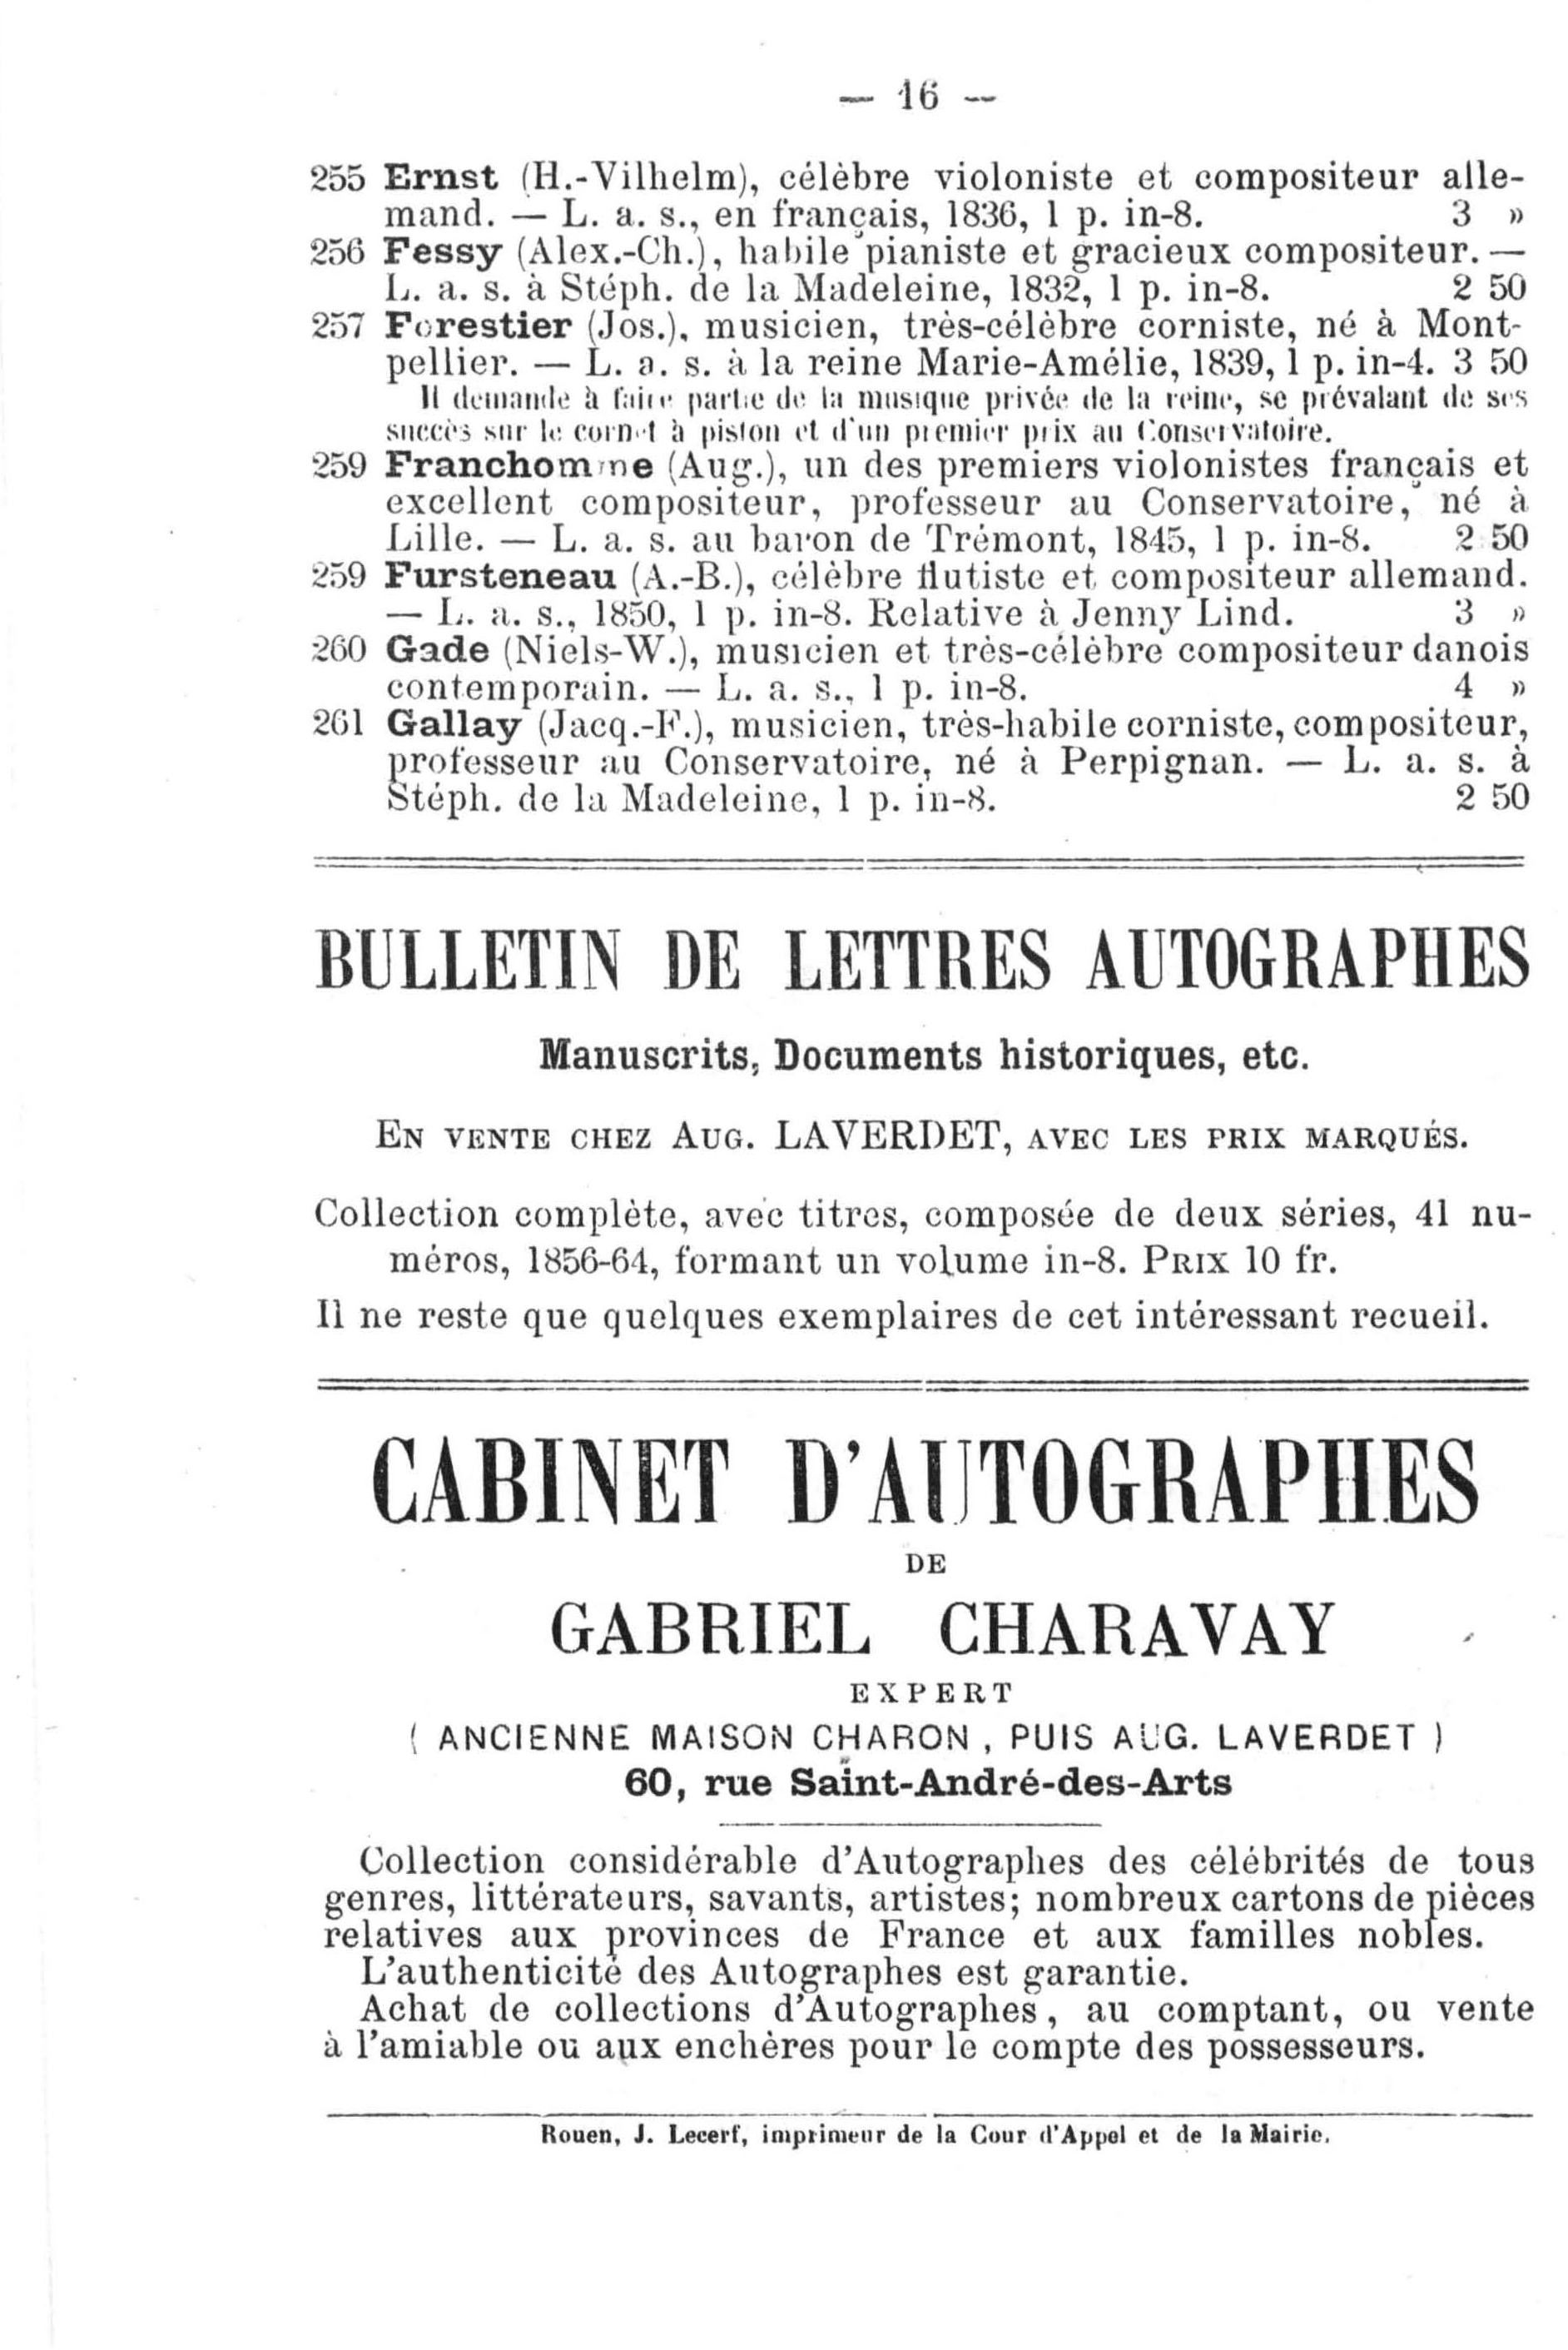 — 16 —
255 Ernst (H.-Vilhelm), célèbre violoniste et compositeur alle-
mand. — L. a. s., en français, 1836, 1 p. in-8. 3 »
256 Fessy (Alex.-Ch.), habile pianiste et gracieux compositeur. —
L. a. s. à Stéph. de la Madeleine, 1832, 1 p. in-8. 2 50
257 Forestier (Jos.), musicien, très-célèbre corniste, né à Mont-
pellier. — L. a. s. à la reine Marie-Amélie, 1839, 1 p. in-4. 3 50
Il demande à faire partie de la musique privée de la reine, se prévalant de ses
succès sur le cornet à piston et d'un premier prix au Conservatoire.
259 Franchomme (Aug.), un des premiers violonistes français et
excellent compositeur, professeur au Conservatoire, né à
Lille. — L. a. s. au baron de Trémont, 1845, 1 p. in-8. 2 50
259 Fursteneau (A.-B.), célèbre flutiste et compositeur allemand.
— L. a. s., 1850, 1 p. in-8. Relative à Jenny Lind. 3 »
260 Gade (Niels-W.), musicien et très-célèbre compositeur danois
contemporain. — L. a. s., 1 p. in-8. 4 »
261 Gallay (Jacq.-F.), musicien, très-habile corniste, compositeur,
professeur au Conservatoire, né à Perpignan. — L. a. s. à
Stéph. de la Madeleine, 1 p. in-8. 2 50
BULLETIN DE LETTRES AUTOGRAPHES
Manuscrits, Documents historiques, etc.
EN VENTE CHEZ AUG. LAVERDET, AVEC LES PRIX MARQUÉS.
Collection complète, avec titres, composée de deux séries, 41 nu-
méros, 1856-64, formant un volume in-8. PRIX 10 fr.
Il ne reste que quelques exemplaires de cet intéressant recueil.
CABINET D'AUTOGRAPHES
DE
GABRIEL CHARAVAY
EXPERT
( ANCIENNE MAISON CHARON, PUIS AUG. LAVERDET )
60, rue Saint-André-des-Arts
Collection considérable d'Autographes des célébrités de tous
genres, littérateurs, savants, artistes; nombreux cartons de pièces
relatives aux provinces de France et aux familles nobles.
L'authenticité des Autographes est garantie.
Achat de collections d'Autographes, au comptant, ou vente
à l'amiable ou aux enchères pour le compte des possesseurs.
Rouen, J. Lecerf, imprimeur de la Cour d'Appel et de la Mairie.